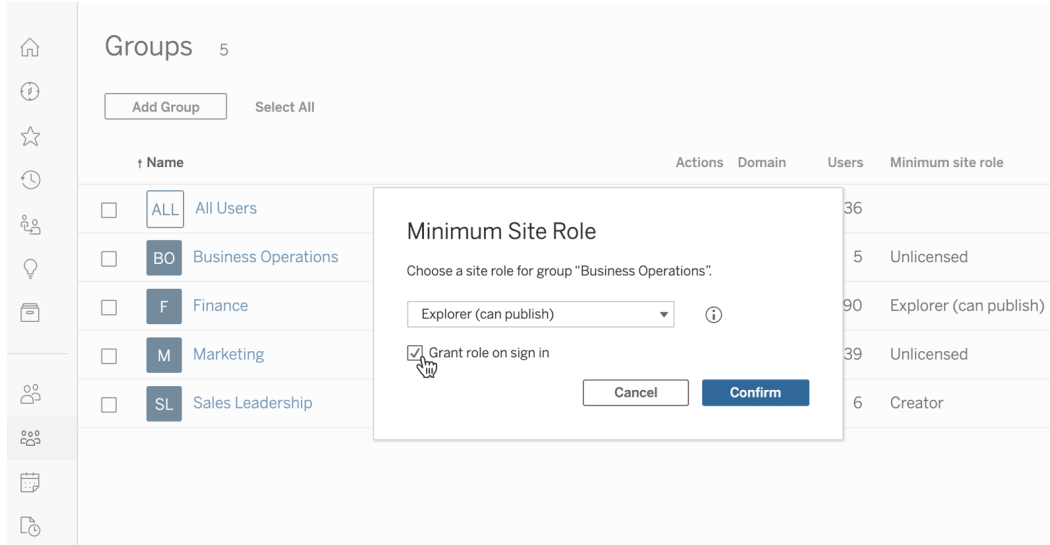 Groups 5
Add Group Select All
↑ Name Actions Domain Users Minimum site role
ALL All Users 36
BO Business Operations 5 Unlicensed
F Finance 90 Explorer (can publish)
M Marketing 39 Unlicensed
SL Sales Leadership 6 Creator
Minimum Site Role
Choose a site role for group “Business Operations”.
Explorer (can publish)
Grant role on sign in
Cancel Confirm